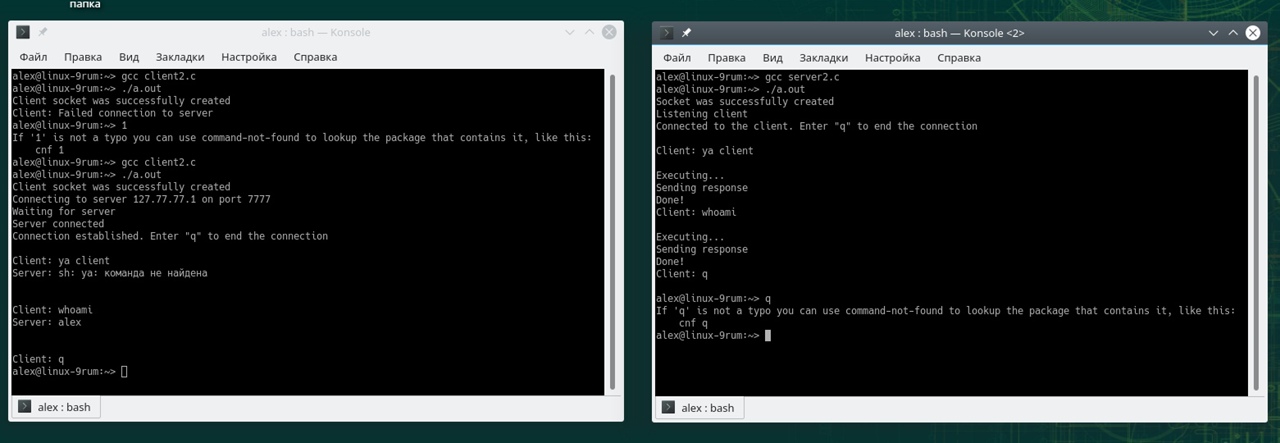 папка
alex : bash — Konsole
Файл Правка Вид Закладки Настройка Справка
alex@linux-9rum:~> gcc client2.c
alex@linux-9rum:~> ./a.out
Client socket was successfully created
Client: Failed connection to server
alex@linux-9rum:~> 1
If '1' is not a typo you can use command-not-found to lookup the package that contains it, like this:
    cnf 1
alex@linux-9rum:~> gcc client2.c
alex@linux-9rum:~> ./a.out
Client socket was successfully created
Connecting to server 127.77.77.1 on port 7777
Waiting for server
Server connected
Connection established. Enter "q" to end the connection
Client: ya client
Server: sh: ya: команда не найдена
Client: whoami
Server: alex
Client: q
alex@linux-9rum:~>
alex : bash
alex : bash — Konsole <2>
Файл Правка Вид Закладки Настройка Справка
alex@linux-9rum:~> gcc server2.c
alex@linux-9rum:~> ./a.out
Socket was successfully created
Listening client
Connected to the client. Enter "q" to end the connection
Client: ya client
Executing...
Sending response
Done!
Client: whoami
Executing...
Sending response
Done!
Client: q
alex@linux-9rum:~> q
If 'q' is not a typo you can use command-not-found to lookup the package that contains it, like this:
    cnf q
alex@linux-9rum:~>
alex : bash